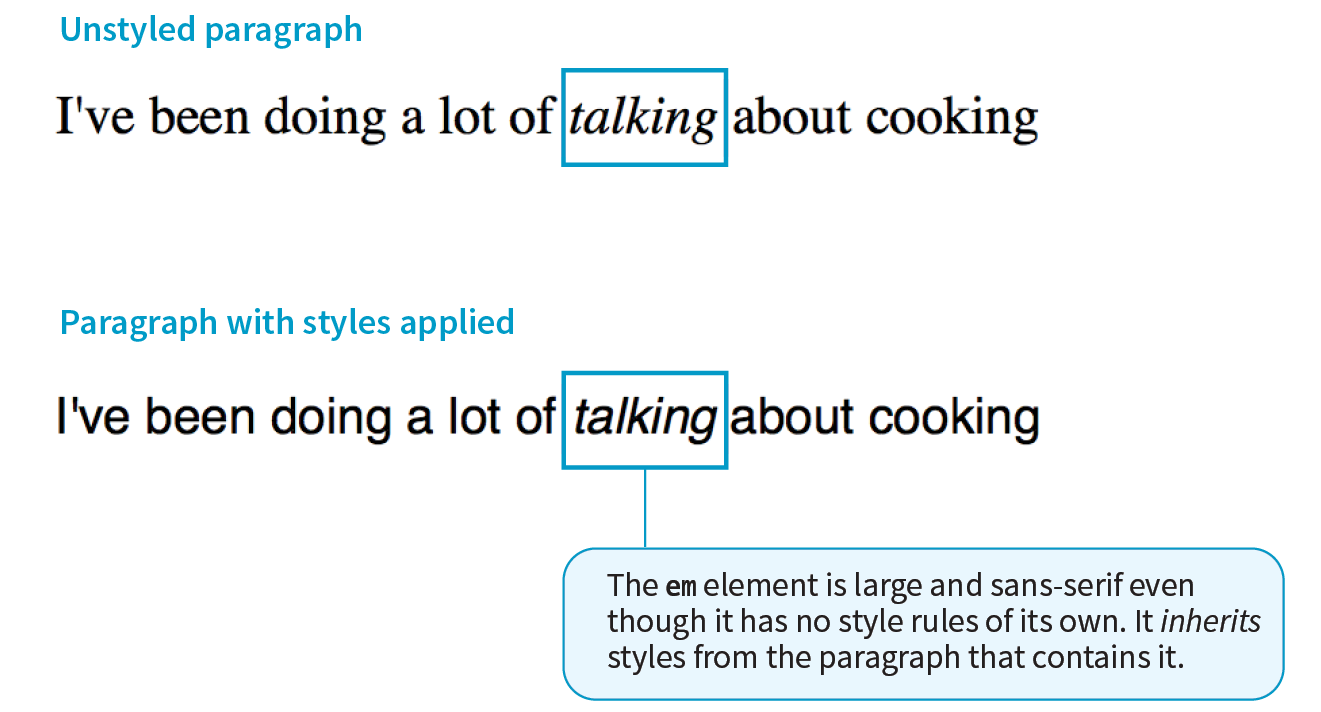 Unstyled paragraph
I've been doing a lot of talking about cooking
Paragraph with styles applied
I've been doing a lot of talking about cooking
The em element is large and sans-serif even
though it has no style rules of its own. It inherits
styles from the paragraph that contains it.